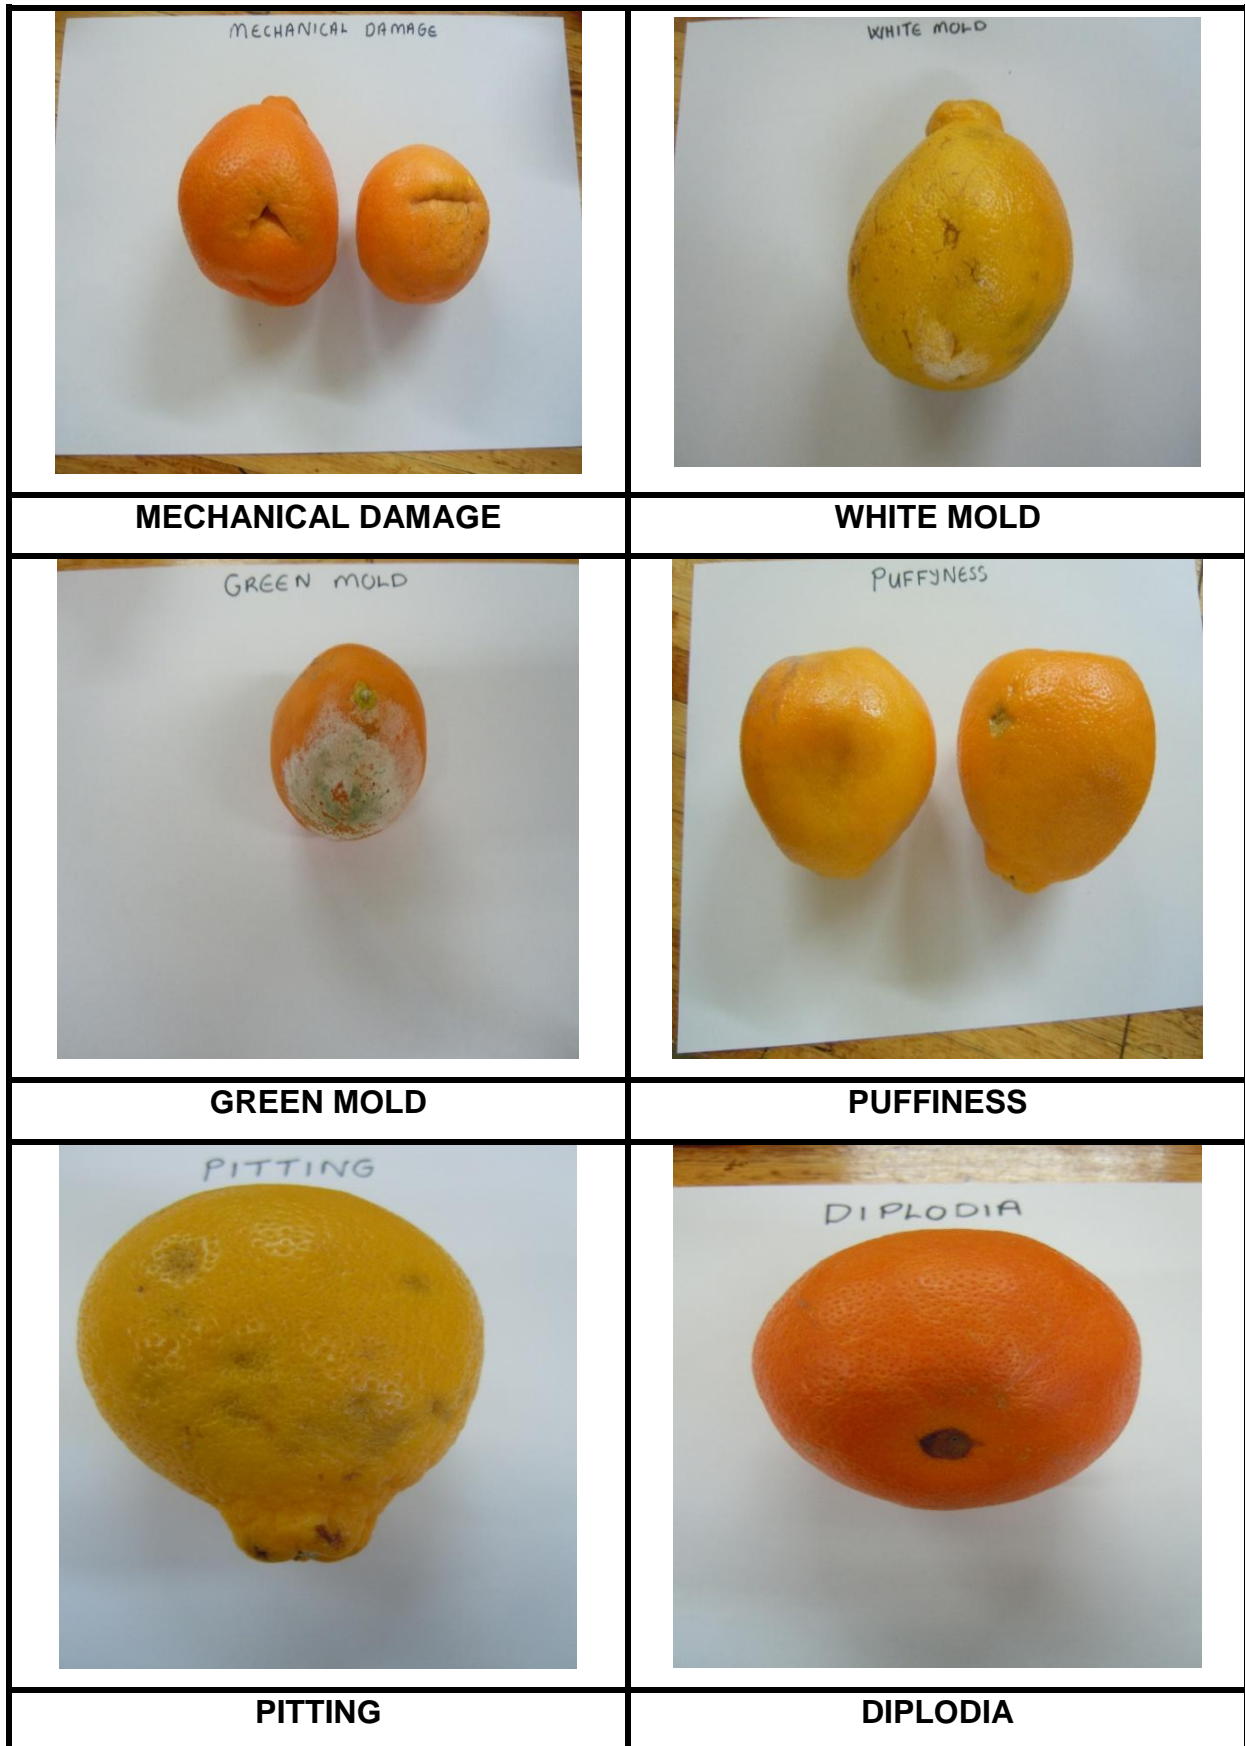 MECHANICAL DAMAGE
WHITE MOLD
MECHANICAL DAMAGE
WHITE MOLD
GREEN MOLD
PUFFYNESS
GREEN MOLD
PUFFINESS
PITTING
DIPLODIA
PITTING
DIPLODIA